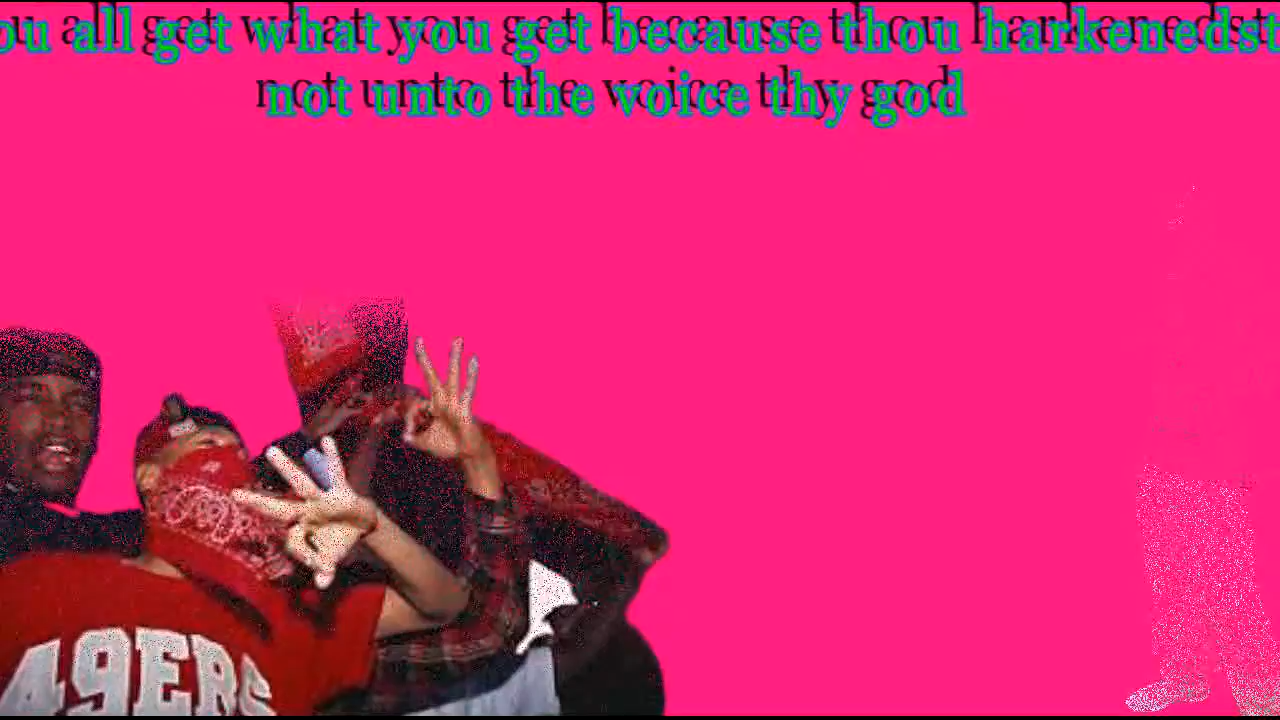 ou all get what you get because thou harkenedst
not unto the voice thy god
49ERS